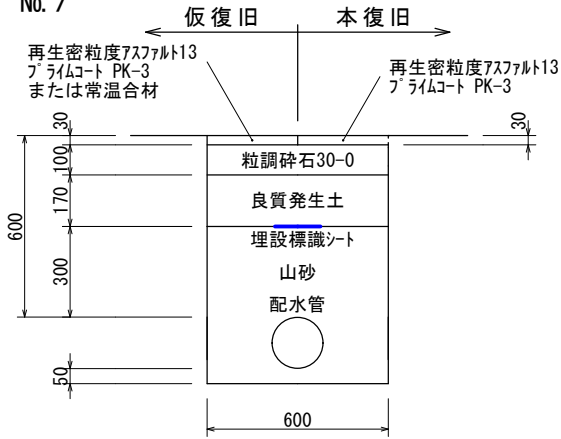 No. 7
仮復旧
本復旧
再生密粒度アスファルト13
プライムコート PK-3
または常温合材
再生密粒度アスファルト13
プライムコート PK-3
30
30
100
粒調砕石30-0
170
良質発生土
600
埋設標識シート
300
山砂
配水管
50
600